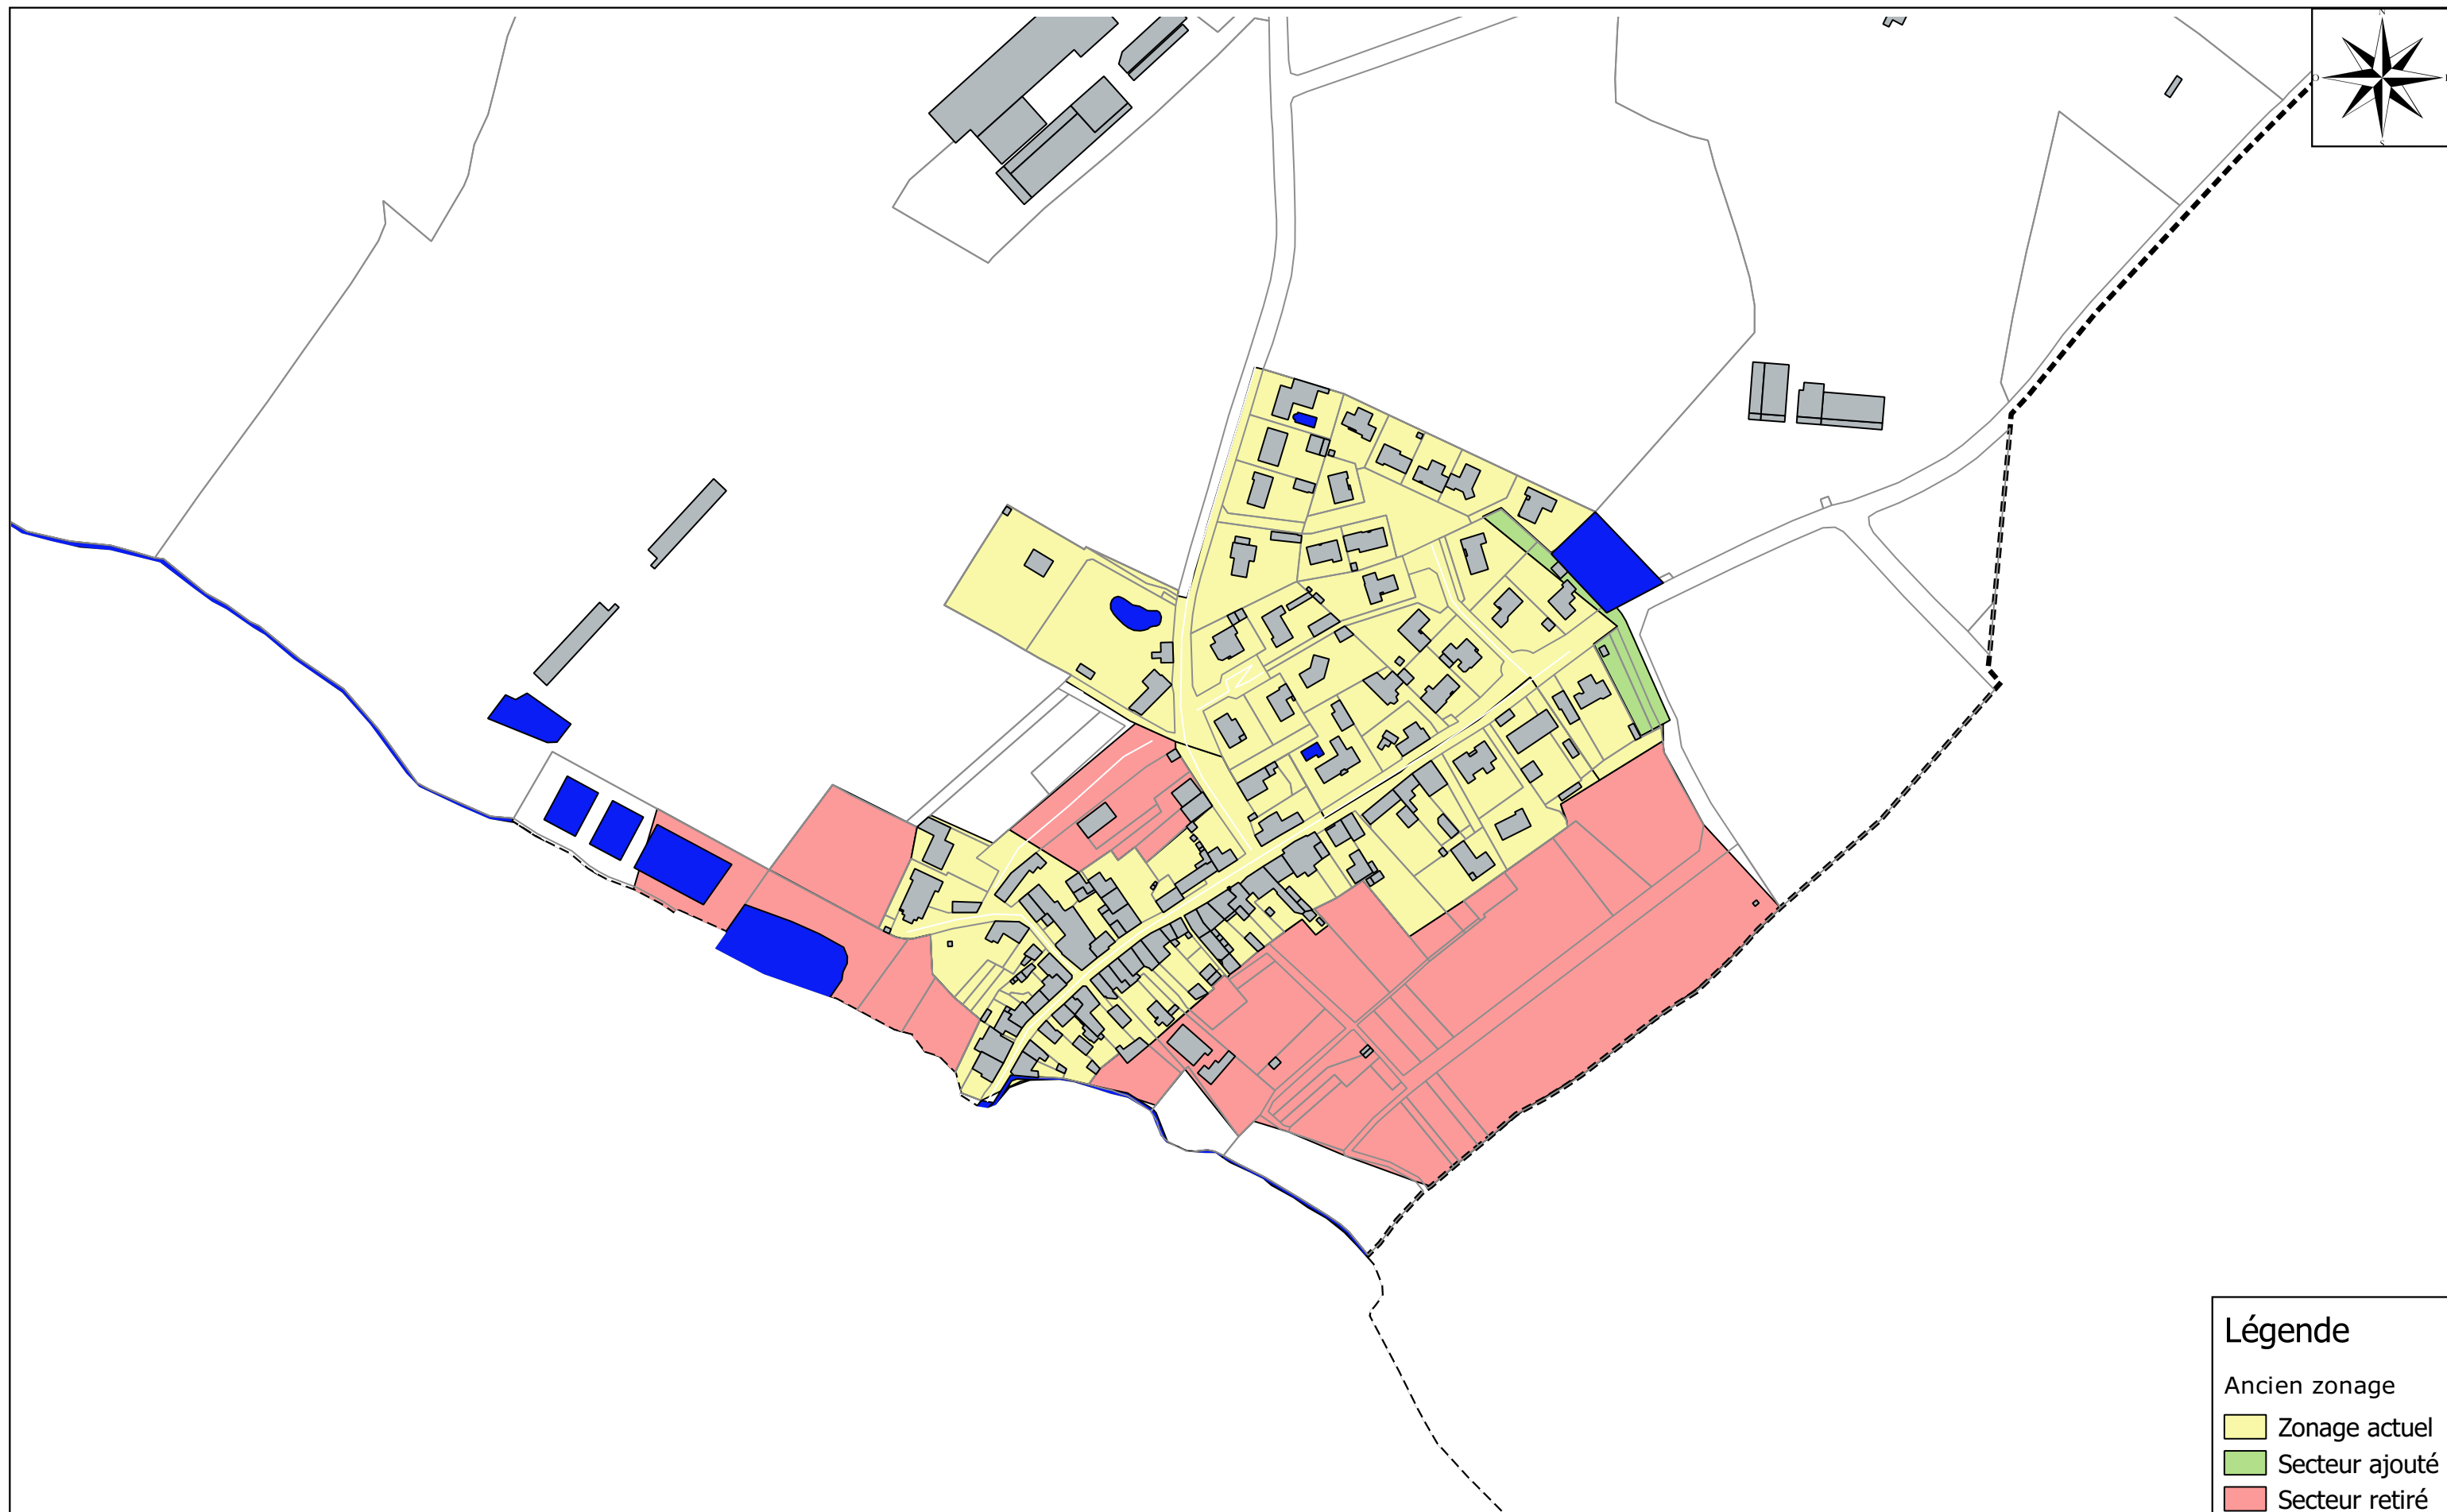 N
O
S
Légende
Ancien zonage
Zonage actuel
Secteur ajouté
Secteur retiré